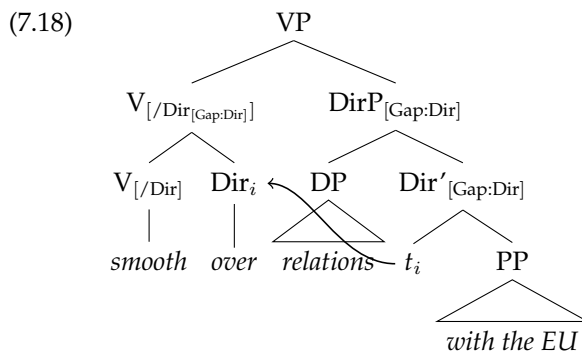 (7.18) VP
V[/Dir[Gap:Dir]] DirP[Gap:Dir]
V[/Dir] Diri DP Dir′[Gap:Dir]
smooth over relations ti PP
with the EU